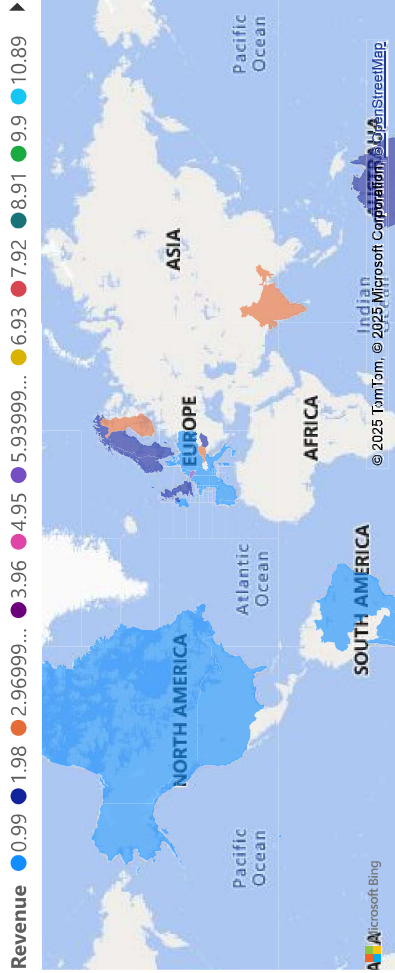 Revenue 0.99 1.98 2.96999... 3.96 4.95 5.93999... 6.93 7.92 8.91 9.9 10.89
Pacific
Ocean
NORTH AMERICA
Atlantic
Ocean
SOUTH AMERICA
EUROPE
AFRICA
ASIA
Indian
Pacific
Ocean
AUSTRALIA
Microsoft Bing
© 2025 TomTom, © 2025 Microsoft Corporation, © OpenStreetMap